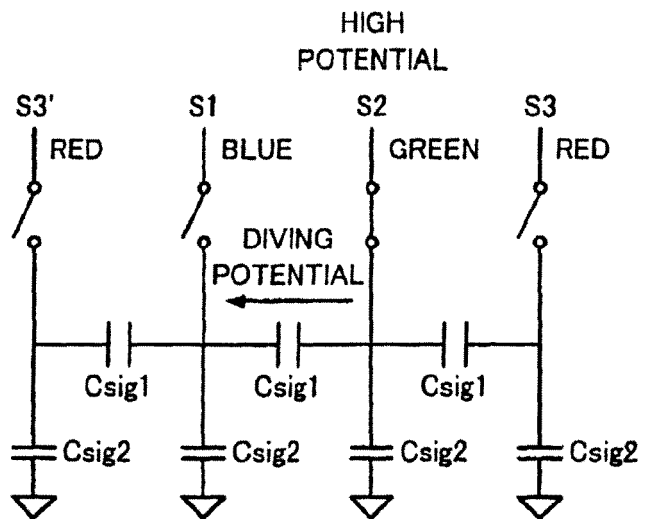 HIGH
POTENTIAL
S3' S1 S2 S3
RED BLUE GREEN RED
DIVING
POTENTIAL
Csig1 Csig1 Csig1
Csig2 Csig2 Csig2 Csig2